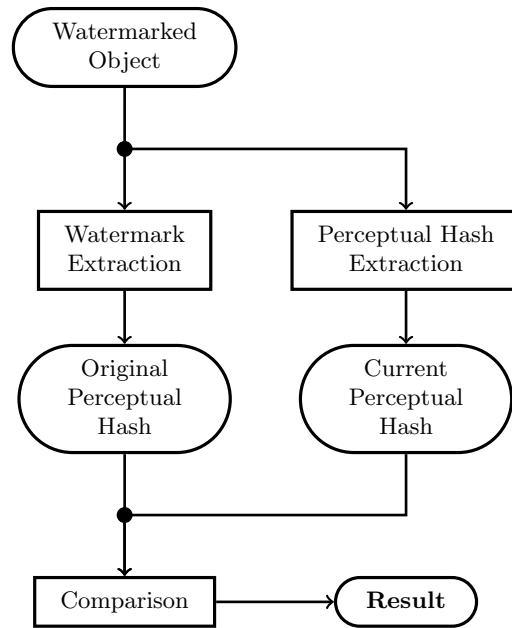 Watermarked
Object
Watermark
Extraction
Perceptual Hash
Extraction
Original
Perceptual
Hash
Current
Perceptual
Hash
Comparison
Result